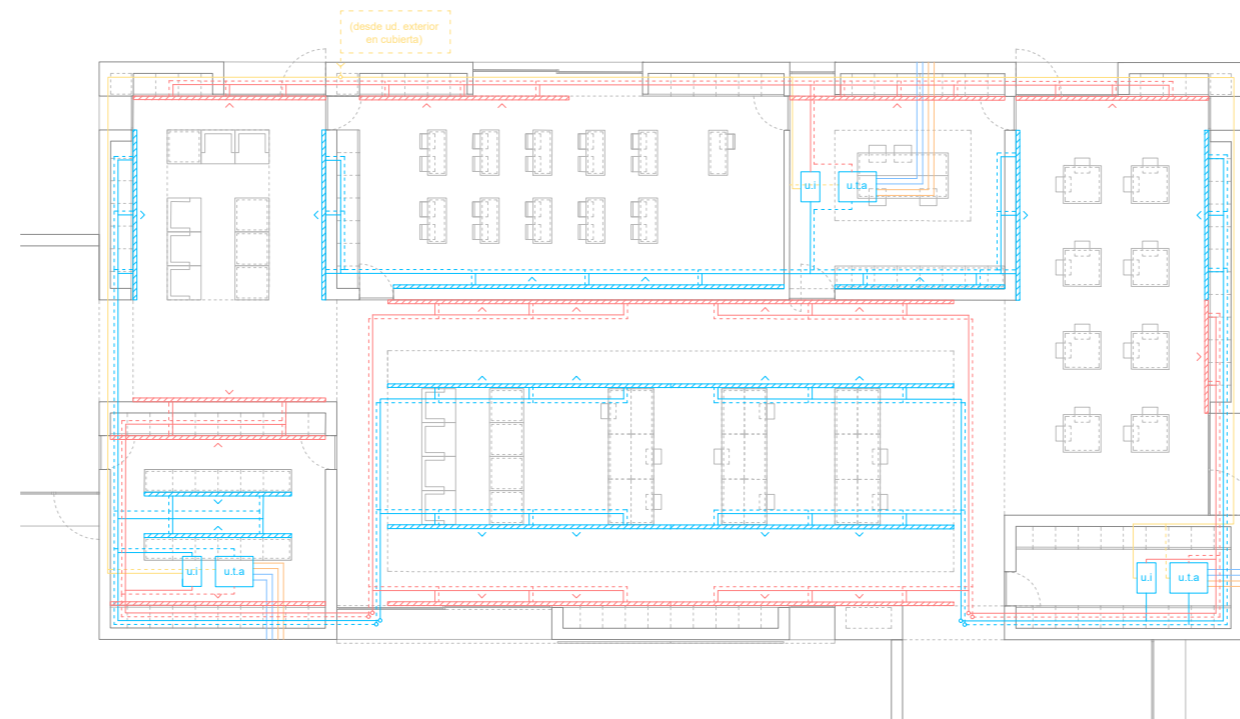 (desde ud. exterior
en cubierta)
u.i
u.t.a
u.i
u.t.a
u.i
u.t.a